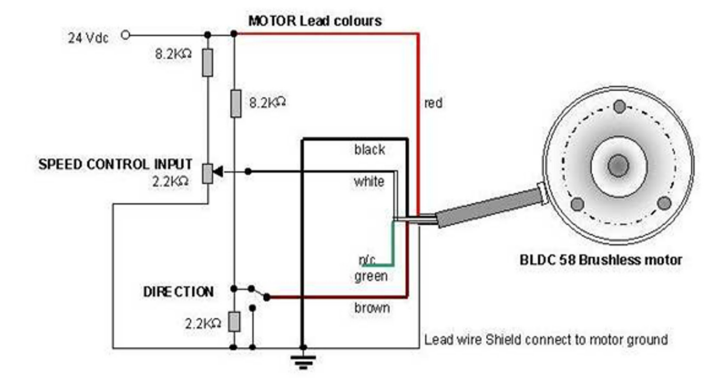 MOTOR Lead colours
24 Vdc
8.2KΩ
8.2KΩ
red
black
SPEED CONTROL INPUT
2.2KΩ
white
n/c
green
BLDC 58 Brushless motor
DIRECTION
brown
2.2KΩ
Lead wire Shield connect to motor ground